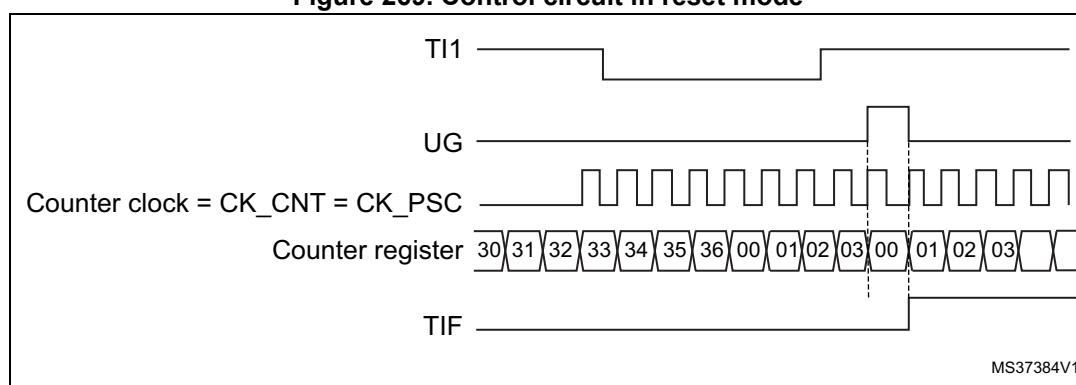 Figure 209. Control circuit in reset mode
TI1
UG
Counter clock = CK_CNT = CK_PSC
Counter register 30 31 32 33 34 35 36 00 01 02 03 00 01 02 03
TIF
MS37384V1